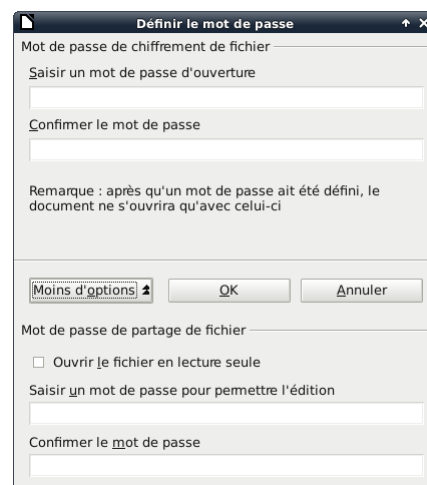 Définir le mot de passe
Mot de passe de chiffrement de fichier
Saisir un mot de passe d'ouverture
Confirmer le mot de passe
Remarque : après qu'un mot de passe ait été défini, le
document ne s'ouvrira qu'avec celui-ci
Moins d'options OK Annuler
Mot de passe de partage de fichier
Ouvrir le fichier en lecture seule
Saisir un mot de passe pour permettre l'édition
Confirmer le mot de passe